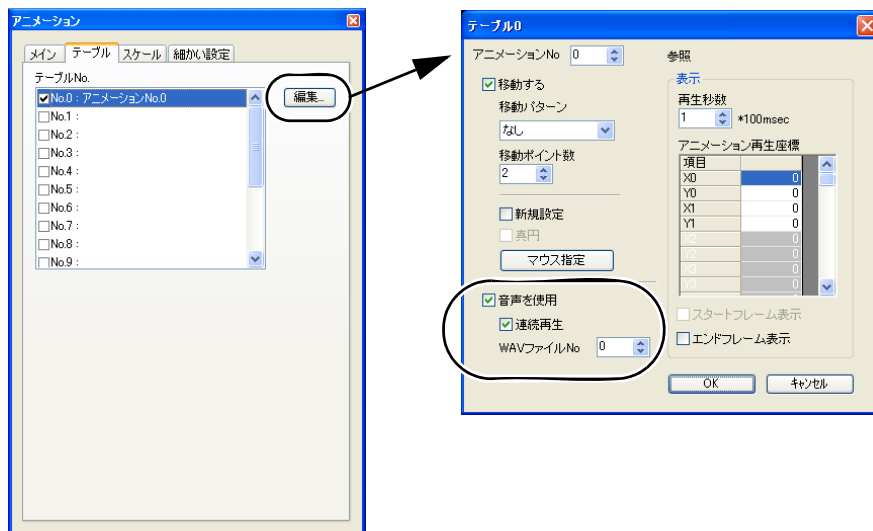 アニメーション
メイン テーブル スケール 細かい設定
テーブルNo.
No.0 : アニメーションNo.0
No.1 :
No.2 :
No.3 :
No.4 :
No.5 :
No.6 :
No.7 :
No.8 :
No.9 :
編集...
テーブル0
アニメーションNo 0
移動する
移動パターン
なし
移動ポイント数
2
新規設定
真円
マウス指定
音声を使用
連続再生
WAVファイルNo 0
参照
表示
再生秒数
1 *100msec
アニメーション再生座標
項目
X0 0
Y0 0
X1 0
Y1 0
X2 0
Y2 0
X3 0
Y3 0
スタートフレーム表示
エンドフレーム表示
OK キャンセル